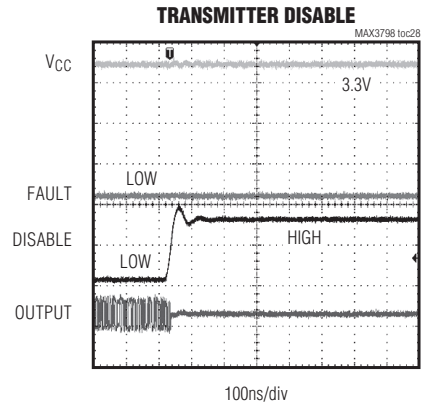 TRANSMITTER DISABLE
MAX3798 toc28
VCC
3.3V
FAULT
LOW
DISABLE
HIGH
LOW
OUTPUT
100ns/div